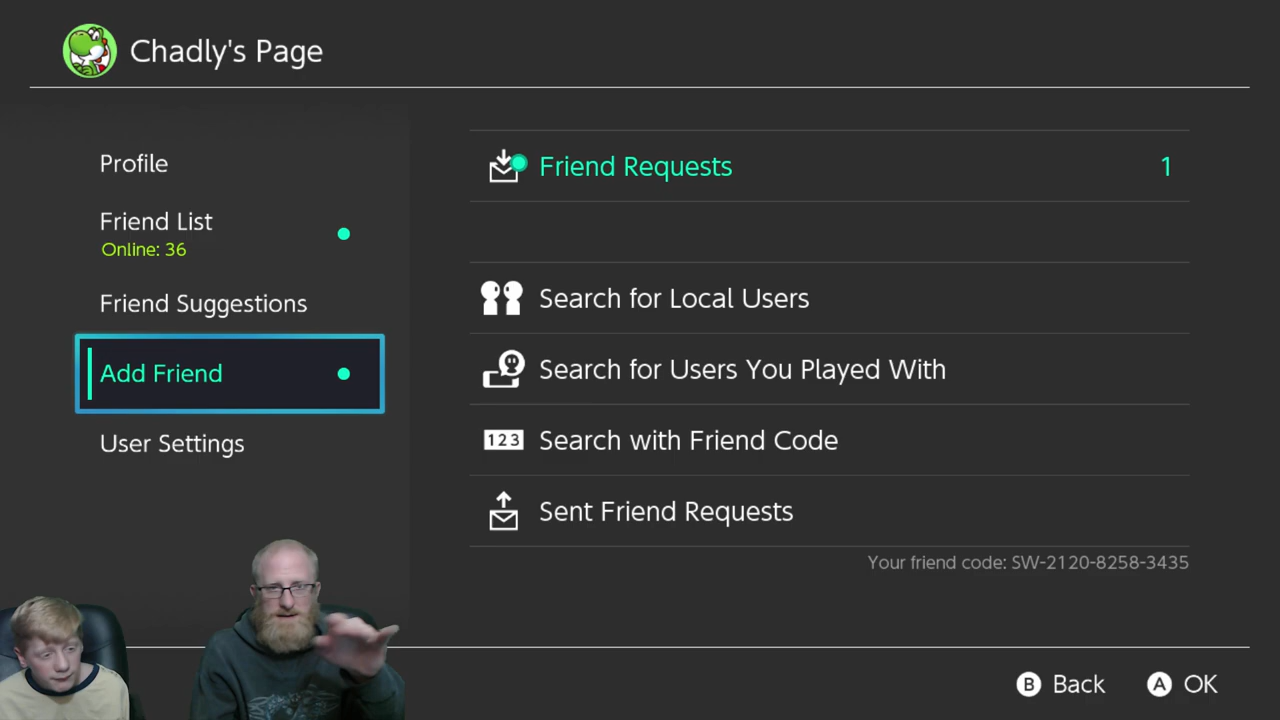 Chadly's Page
Profile
Friend List
Online: 36
Friend Suggestions
Add Friend
User Settings
Friend Requests 1
Search for Local Users
Search for Users You Played With
123 Search with Friend Code
Sent Friend Requests
Your friend code: SW-2120-8258-3435
B Back A OK